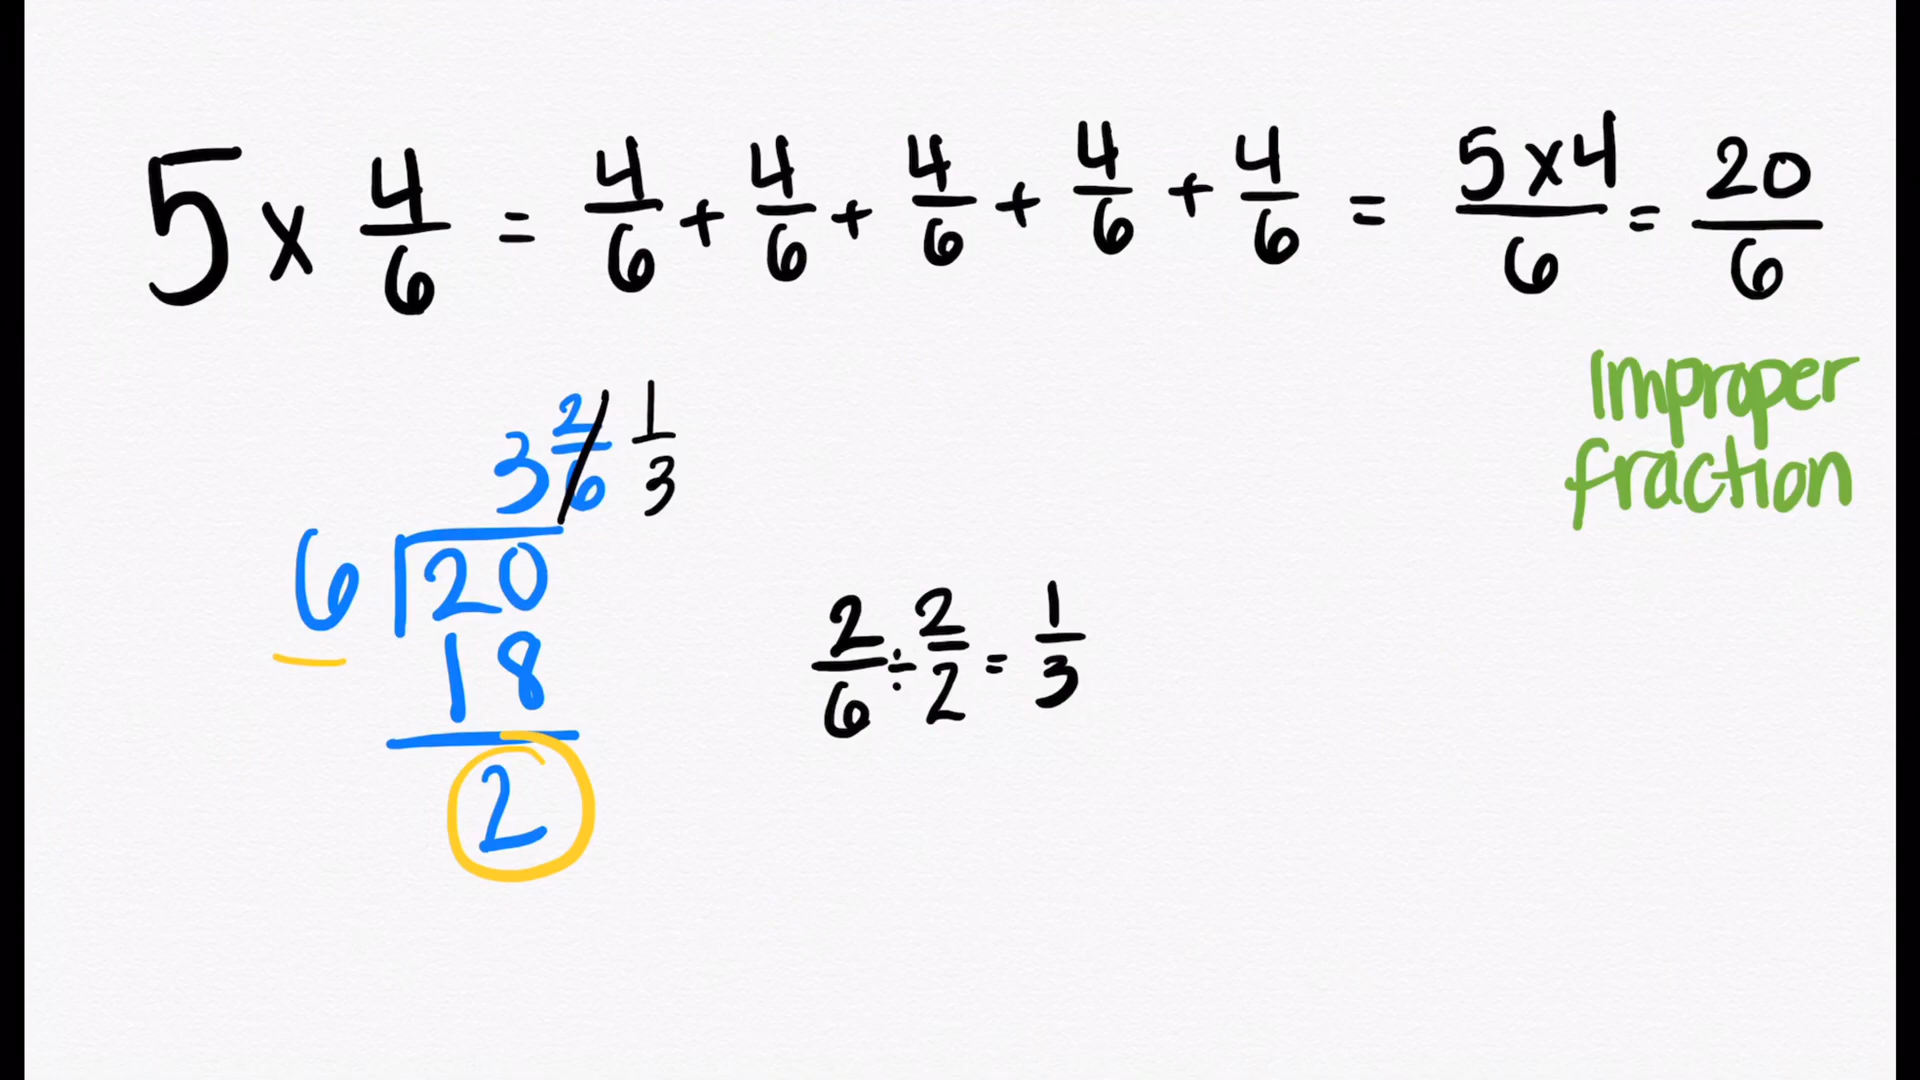 5 x 4/6 = 4/6 + 4/6 + 4/6 + 4/6 + 4/6 = 5x4/6 = 20/6
Improper
fraction
3 2/6 1/3
6 20
18
2
2/6 ÷ 2/2 = 1/3